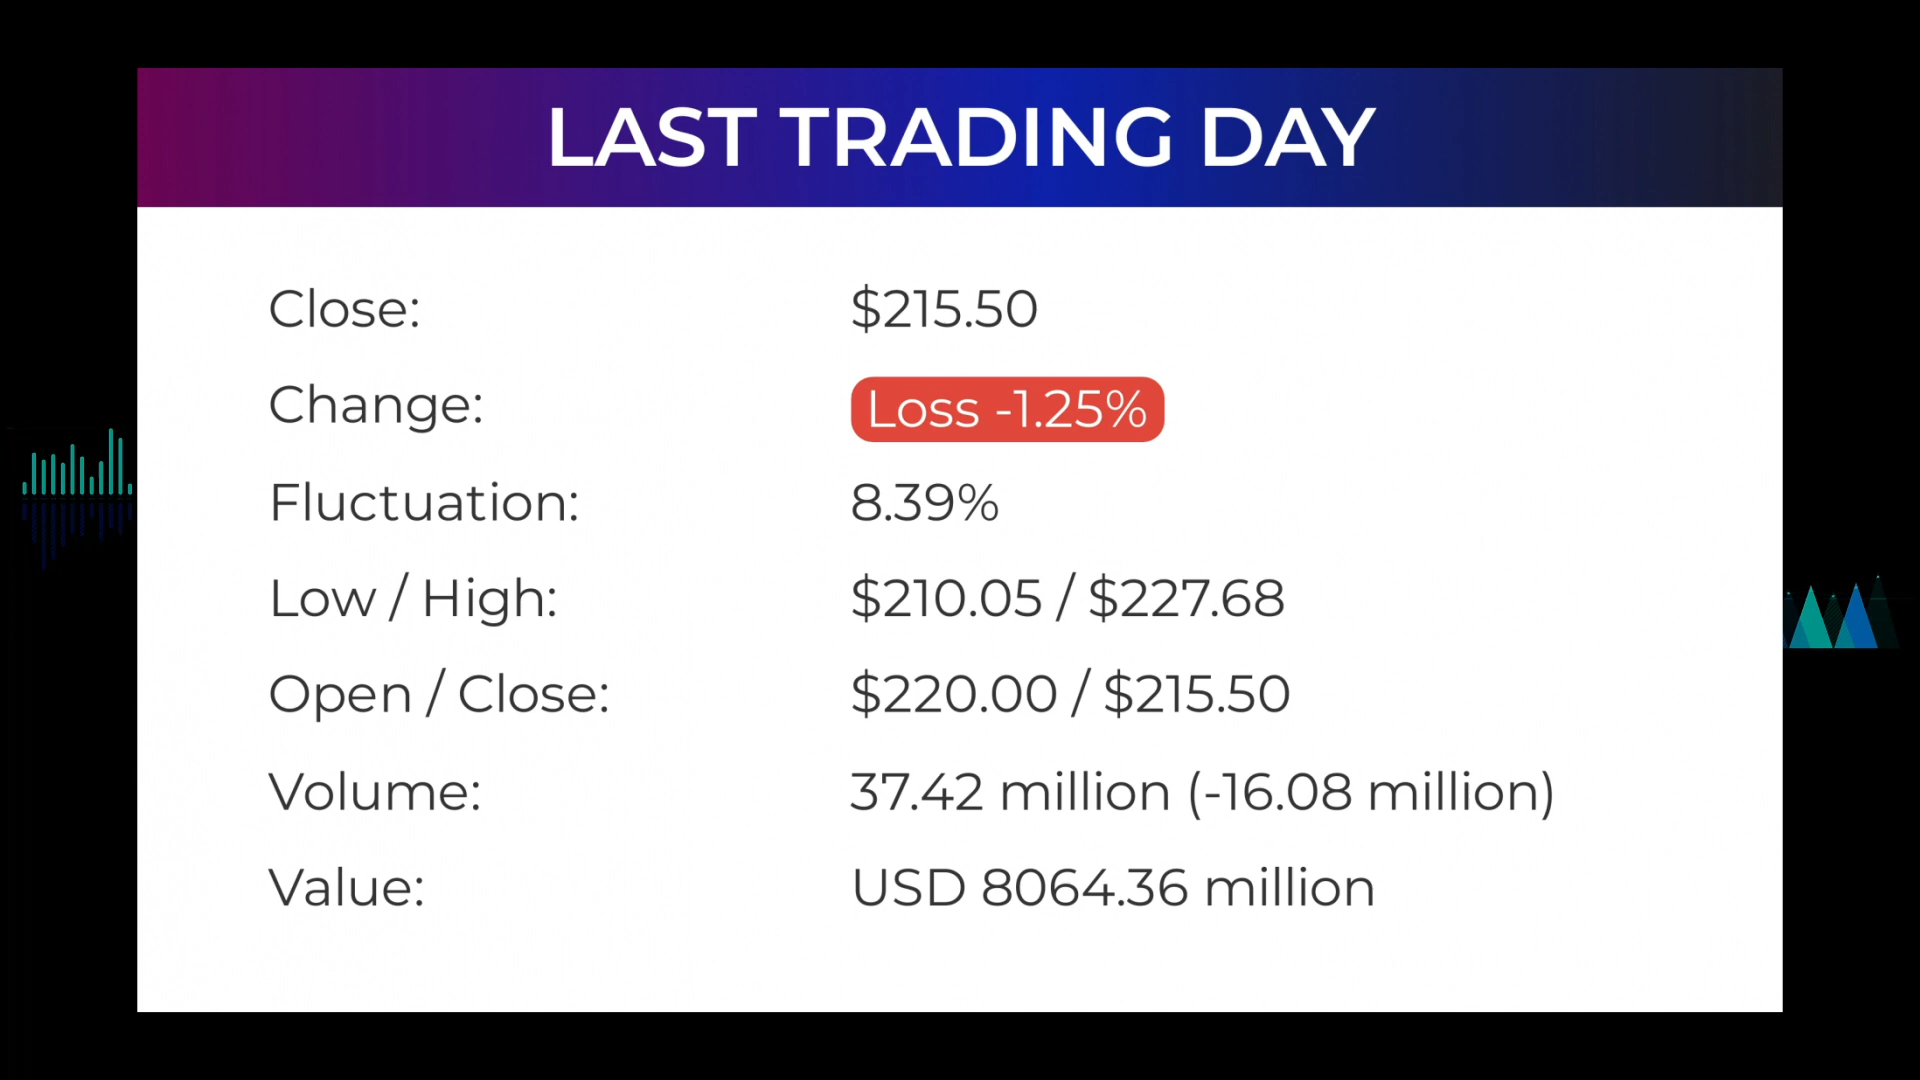 LAST TRADING DAY
Close: $215.50
Change: Loss -1.25%
Fluctuation: 8.39%
Low / High: $210.05 / $227.68
Open / Close: $220.00 / $215.50
Volume: 37.42 million (-16.08 million)
Value: USD 8064.36 million